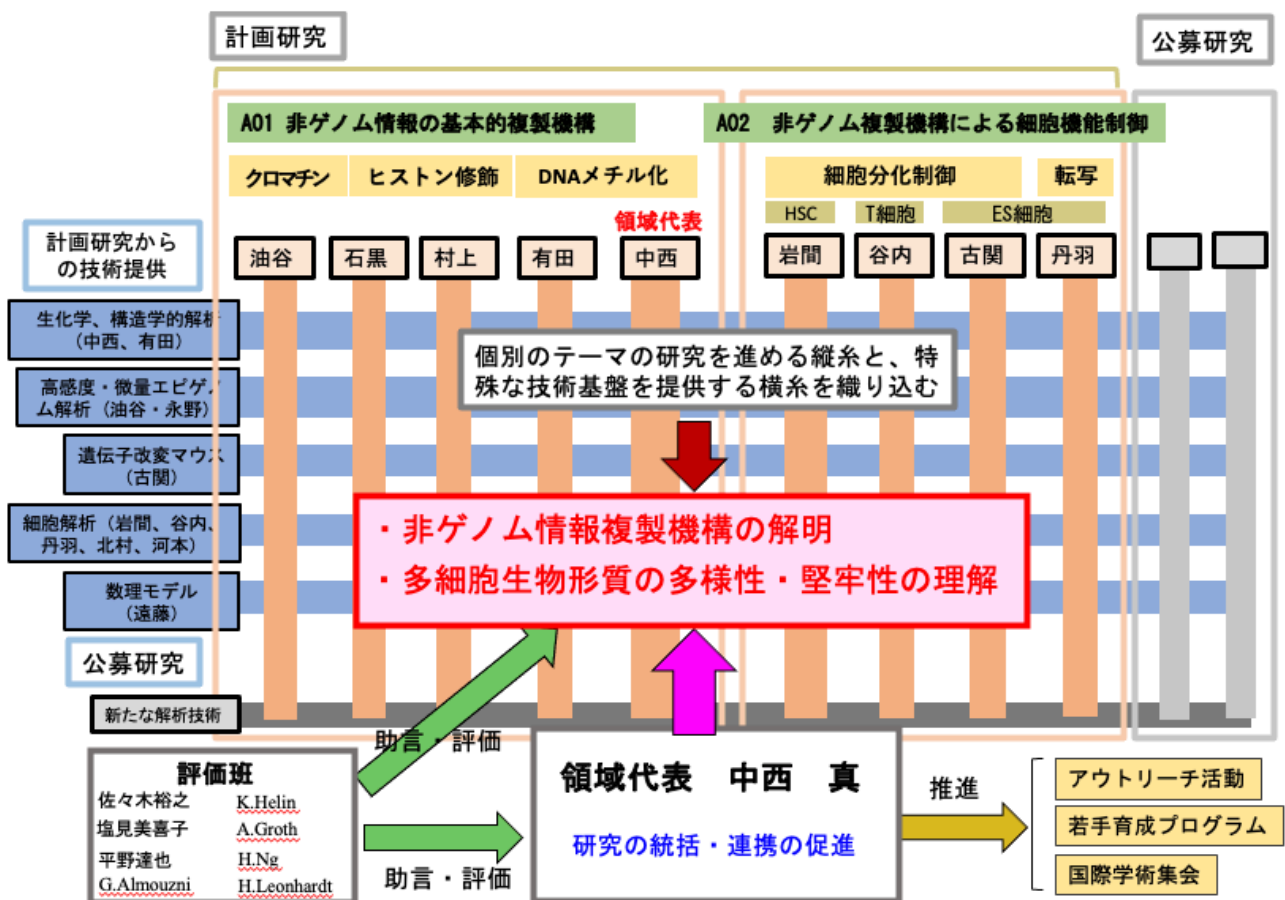 計画研究
公募研究
A01 非ゲノム情報の基本的複製機構
A02 非ゲノム複製機構による細胞機能制御
クロマチン
ヒストン修飾
DNAメチル化
細胞分化制御
転写
HSC
T細胞
ES細胞
領域代表
計画研究から
の技術提供
油谷
石黒
村上
有田
中西
岩間
谷内
古関
丹羽
生化学、構造学的解析
(中西、有田)
高感度・微量エピゲノ
ム解析(油谷・永野)
遺伝子改変マウス
(古関)
細胞解析(岩間、谷内、
丹羽、北村、河本)
数理モデル
(遠藤)
個別のテーマの研究を進める縦糸と、特
殊な技術基盤を提供する横糸を織り込む
・非ゲノム情報複製機構の解明
・多細胞生物形質の多様性・堅牢性の理解
公募研究
新たな解析技術
助言・評価
評価班
佐々木裕之 K.Helin
塩見美喜子 A.Groth
平野達也 H.Ng
G.Almouzni H.Leonhardt
助言・評価
領域代表 中西 真
研究の統括・連携の促進
推進
アウトリーチ活動
若手育成プログラム
国際学術集会